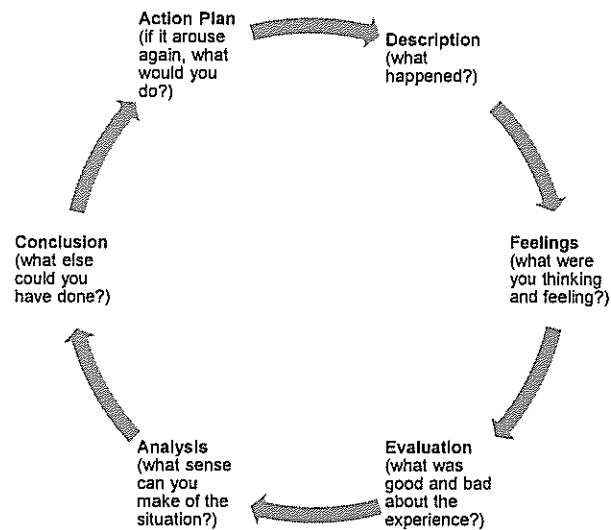 Action Plan
(if it arouse
again, what
would you
do?)
Description
(what
happened?)
Feelings
(what were
you thinking
and feeling?)
Evaluation
(what was
good and bad
about the
experience?)
Analysis
(what sense
can you
make of the
situation?)
Conclusion
(what else
could you
have done?)